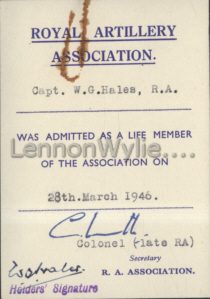 ROYAL ARTILLERY
ASSOCIATION.
Capt. W.G.Hales, R.A.
WAS ADMITTED AS A LIFE MEMBER
LennonWylie....
OF THE ASSOCIATION ON
28th.March 1946.
Colonel (late RA)
Secretary
R. A. ASSOCIATION.
Holders' Signature